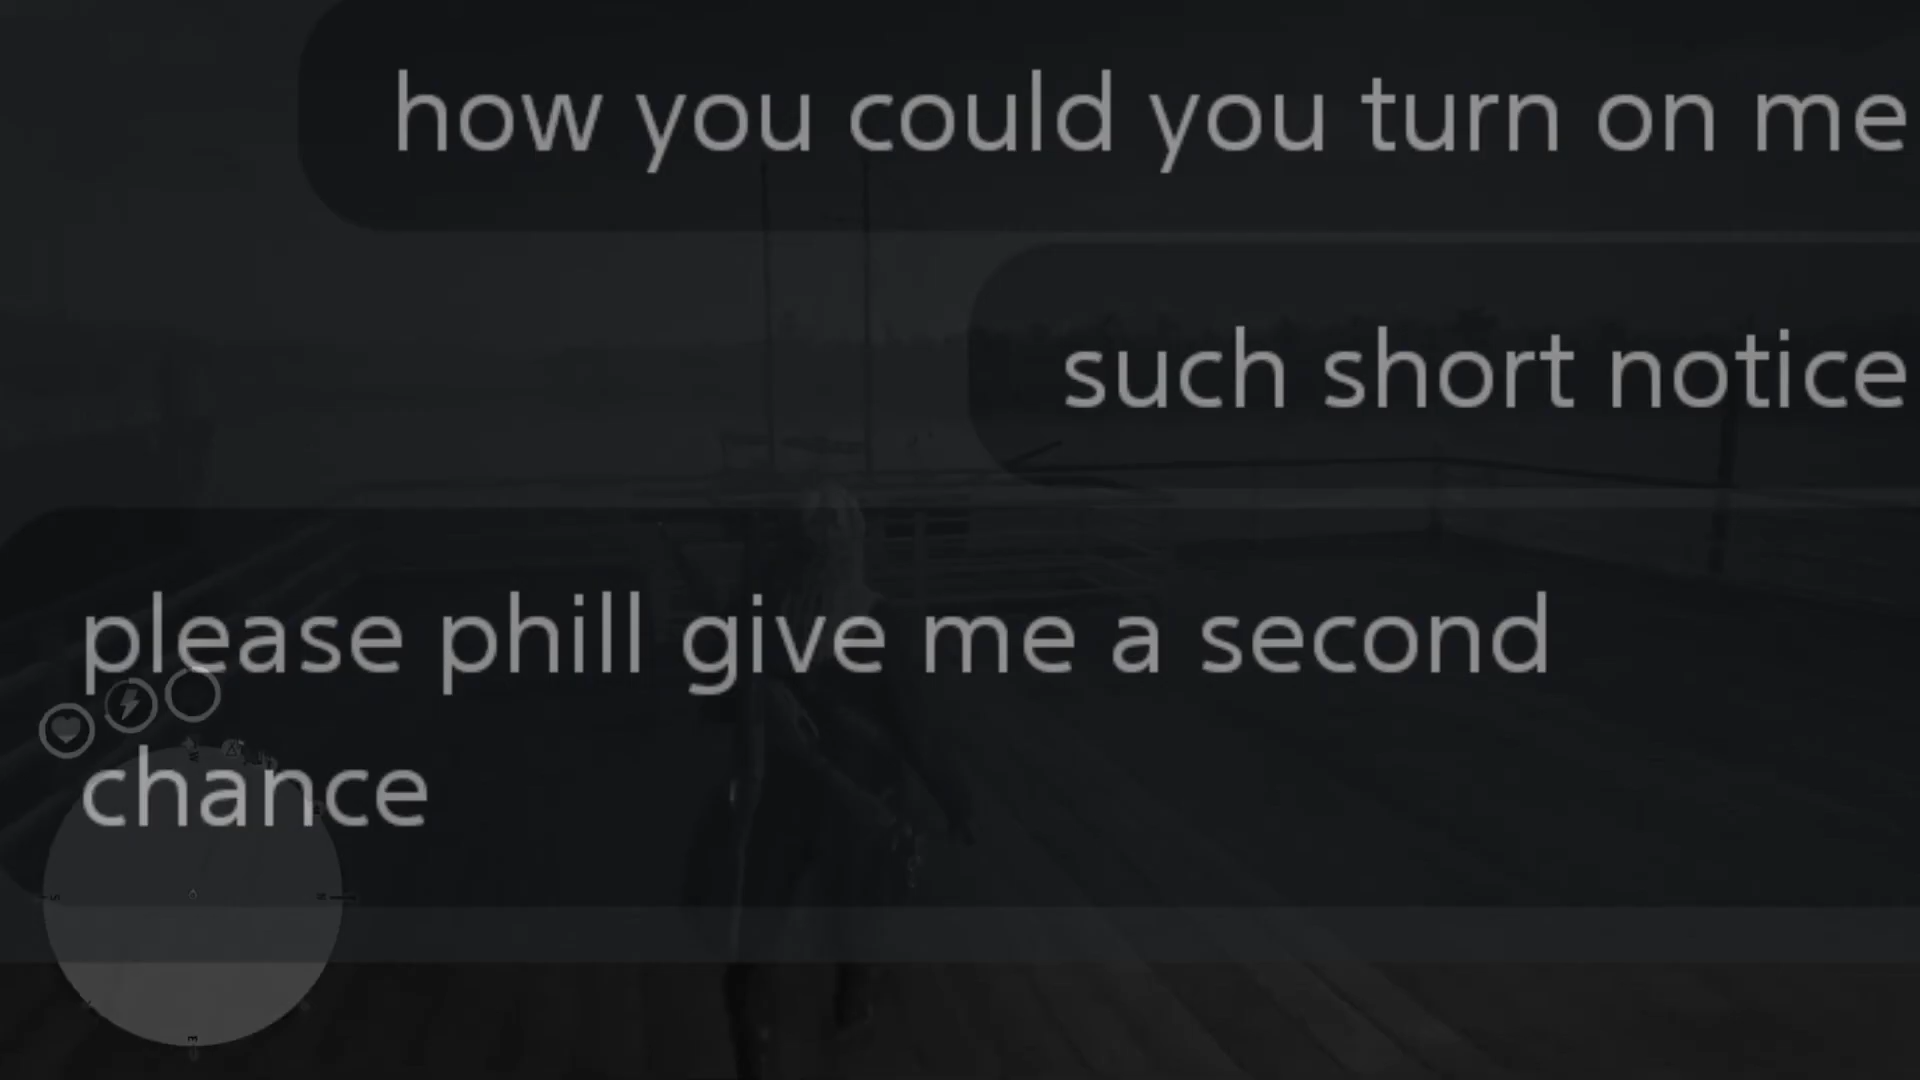 how you could you turn on me
such short notice
please phill give me a second
chance